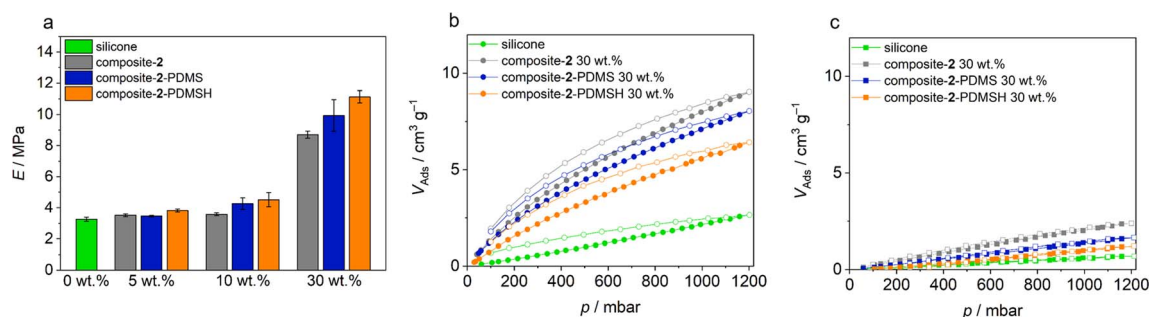 a
E / MPa
14
12
10
8
6
4
2
0
silicone
composite-2
composite-2-PDMS
composite-2-PDMSH
0 wt.% 5 wt.% 10 wt.% 30 wt.%
b
V_Ads / cm³ g⁻¹
10
5
0
silicone
composite-2 30 wt.%
composite-2-PDMS 30 wt.%
composite-2-PDMSH 30 wt.%
0 200 400 600 800 1000 1200
p / mbar
c
V_Ads / cm³ g⁻¹
10
5
0
silicone
composite-2 30 wt.%
composite-2-PDMS 30 wt.%
composite-2-PDMSH 30 wt.%
0 200 400 600 800 1000 1200
p / mbar